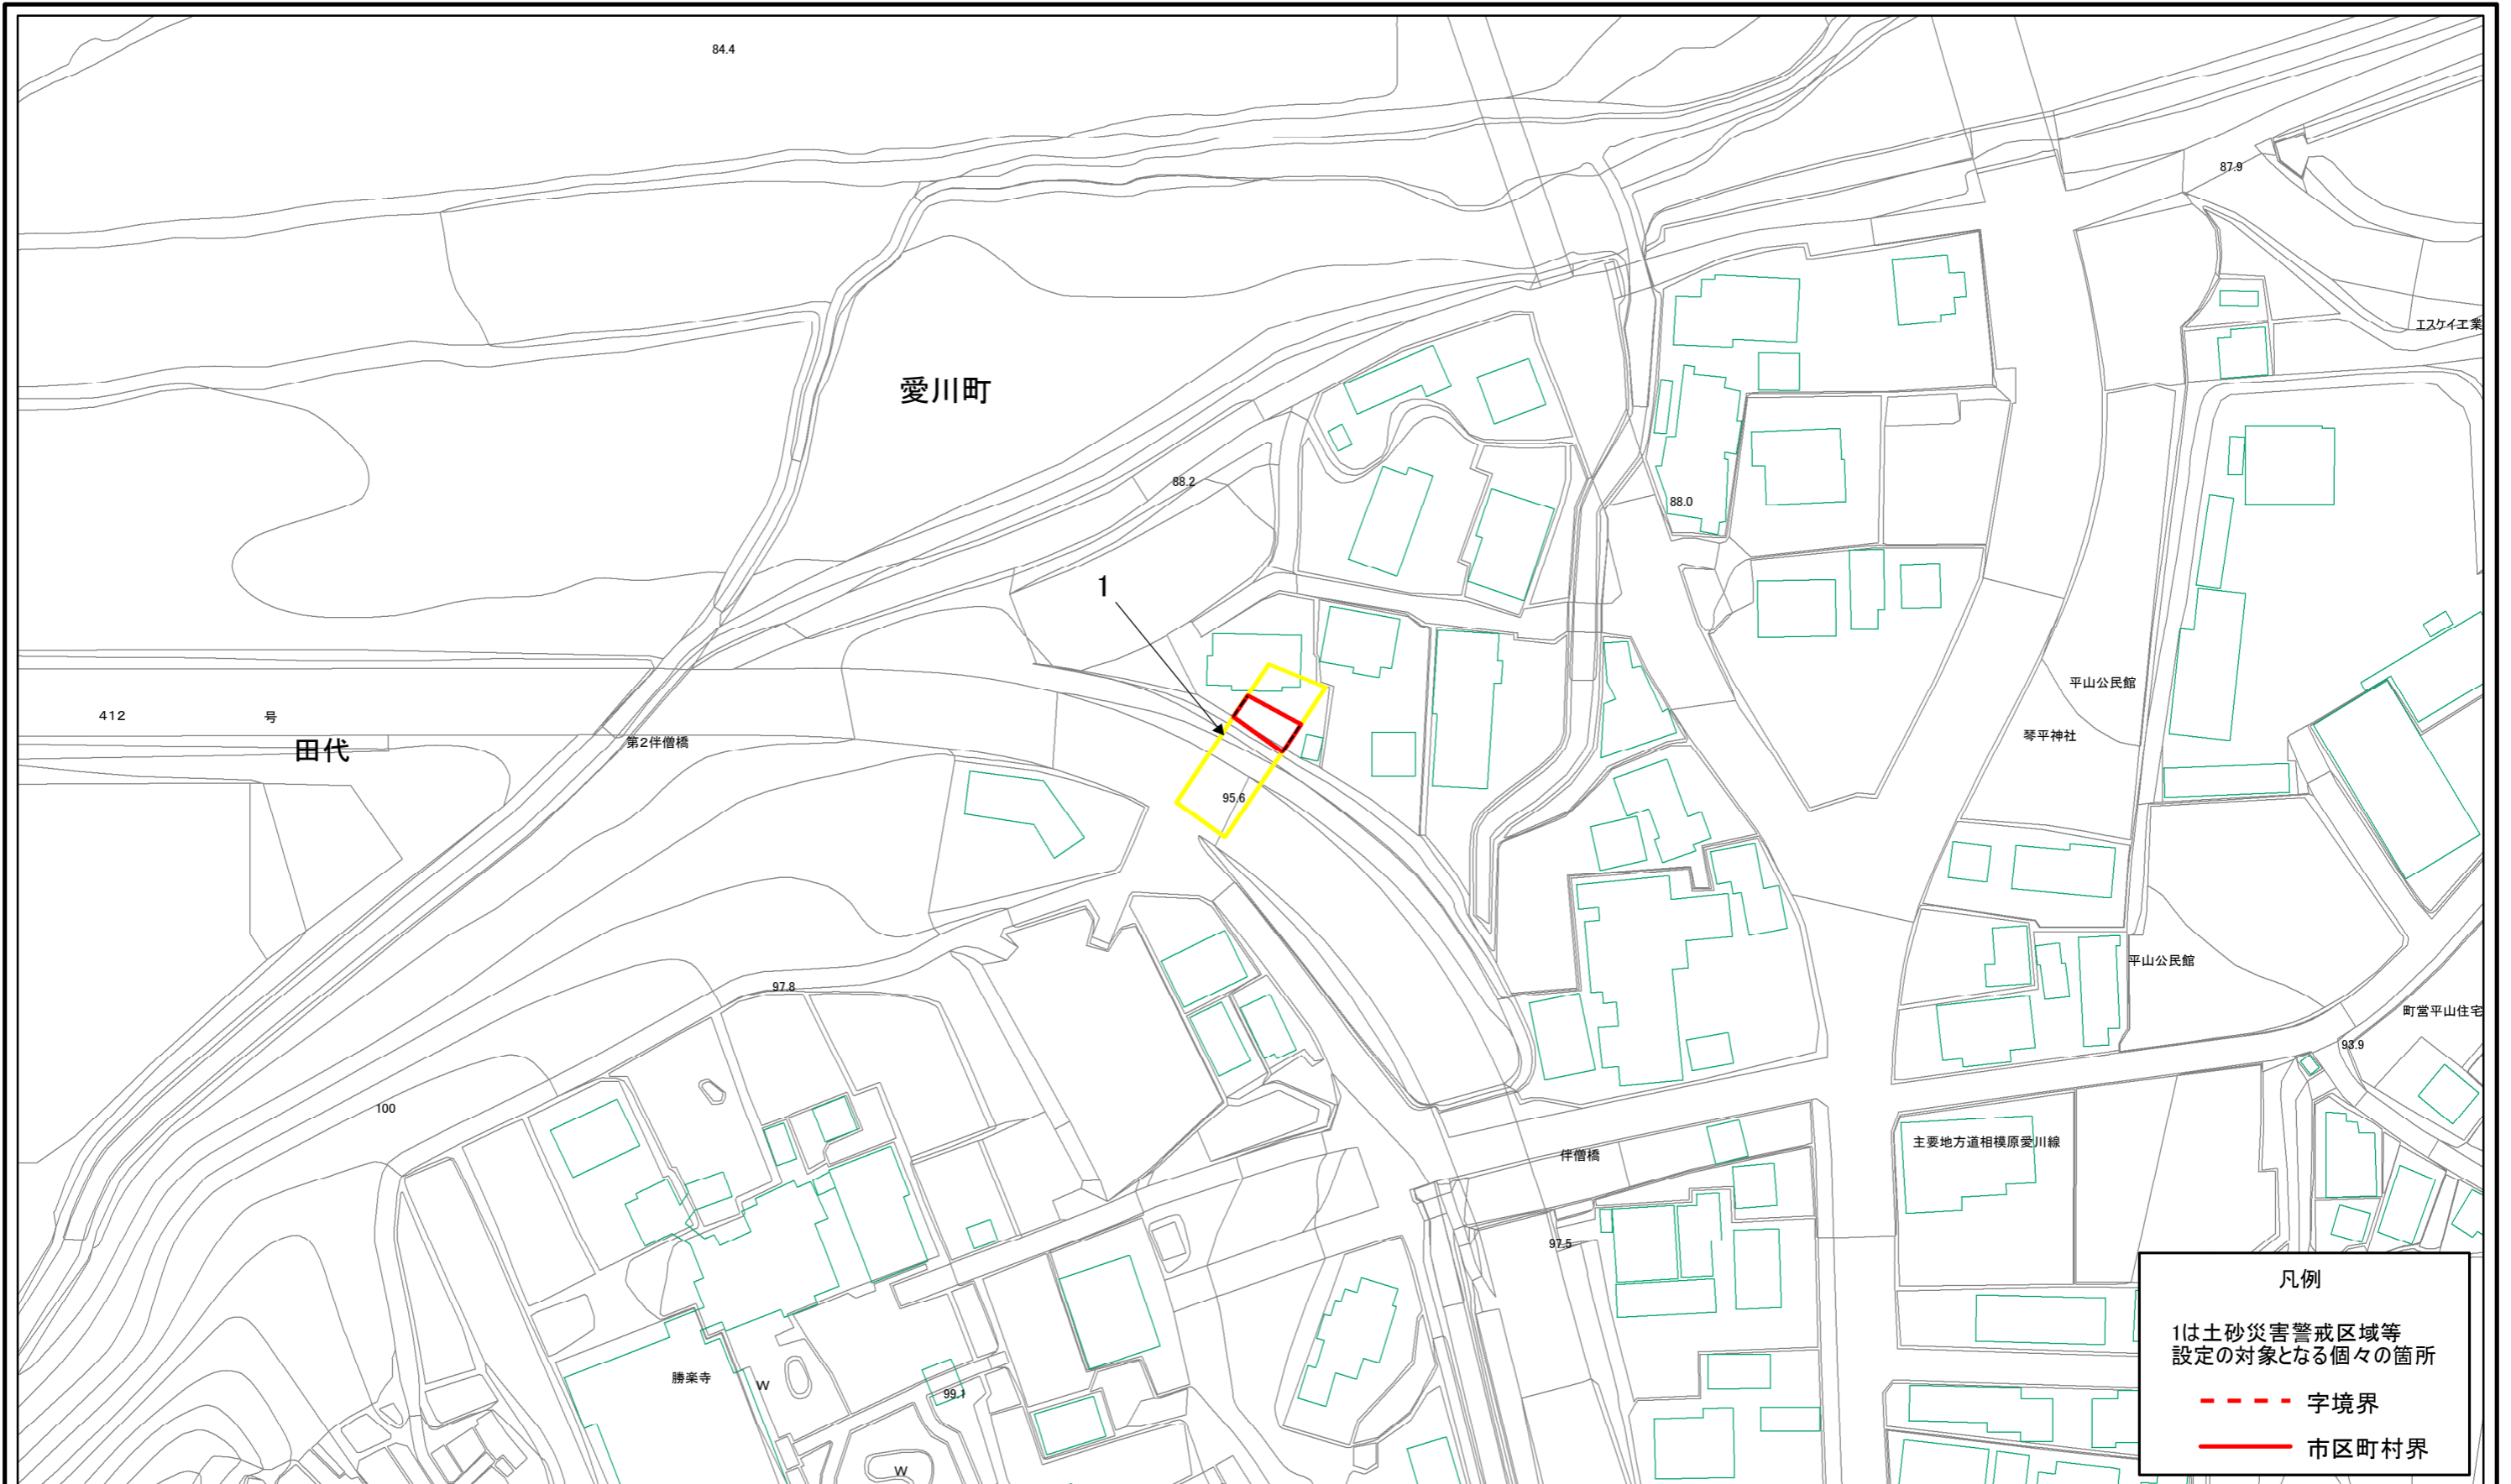 84.4
87.9
エスケイ工業
愛川町
88.2
88.0
1
平山公民館
412 号
琴平神社
第2伴僧橋
田代
95.6
平山公民館
97.8
町営平山住宅
93.9
100
主要地方道相模原愛川線
伴僧橋
97.5
勝楽寺
W
99.1
W
凡例
1は土砂災害警戒区域等
設定の対象となる個々の箇所
字境界
市区町村界